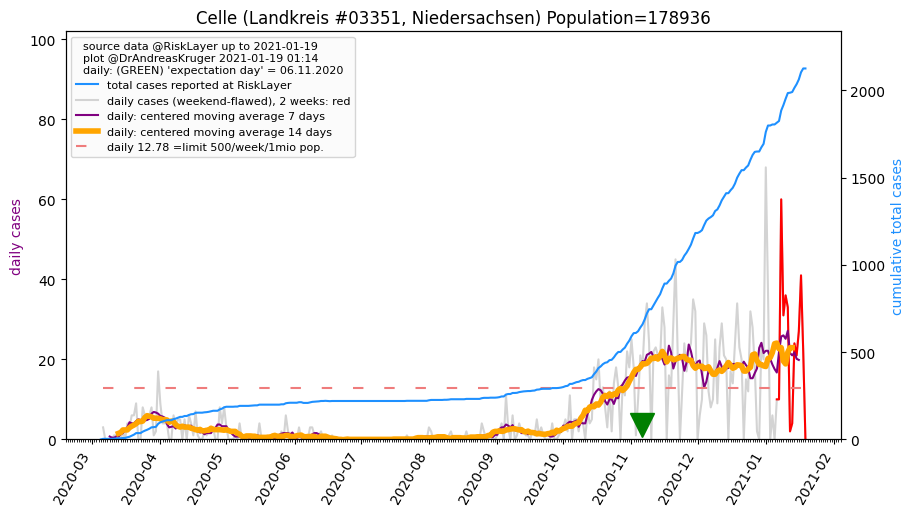 Celle (Landkreis #03351, Niedersachsen) Population=178936
source data @RiskLayer up to 2021-01-19
plot @DrAndreasKruger 2021-01-19 01:14
daily: (GREEN) 'expectation day' = 06.11.2020
total cases reported at RiskLayer
daily cases (weekend-flawed), 2 weeks: red
daily: centered moving average 7 days
daily: centered moving average 14 days
daily 12.78 =limit 500/week/1mio pop.
daily cases
100
80
60
40
20
0
cumulative total cases
2000
1500
1000
500
0
2020-03
2020-04
2020-05
2020-06
2020-07
2020-08
2020-09
2020-10
2020-11
2020-12
2021-01
2021-02